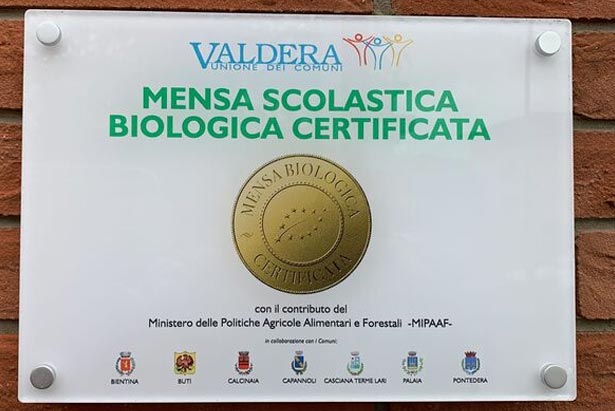 VALDERA
UNIONE DEI COMUNI
MENSA SCOLASTICA
BIOLOGICA CERTIFICATA
MENSA BIOLOGICA
CERTIFICATA
con il contributo del
Ministero delle Politiche Agricole Alimentari e Forestali -MIPAAF-
in collaborazione con i Comuni:
BIENTINA BUTI CALCINAIA CAPANNOLI CASCIANA TERME LARI PALAIA PONTEDERA